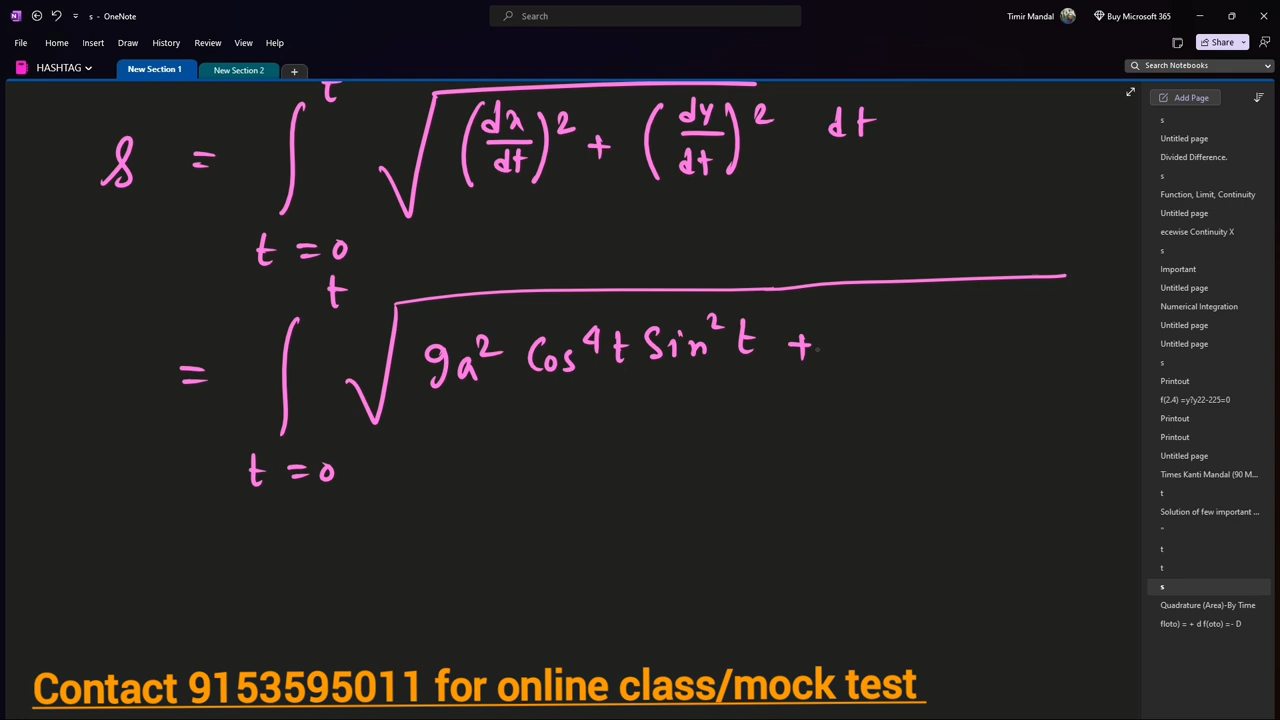 s - OneNote
Search
Timir Mandal
Buy Microsoft 365
File Home Insert Draw History Review View Help
Share
HASHTAG
New Section 1
New Section 2
+
Search Notebooks
Add Page
s
Untitled page
Divided Difference.
s
Function, Limit, Continuity
Untitled page
ecewise Continuity X
s
Important
Untitled page
Numerical Integration
Untitled page
Untitled page
s
Printout
f(2.4) =y?y22-225=0
Printout
Printout
Untitled page
Times Kanti Mandal (90 M...
t
Solution of few important ...
"
t
t
s
Quadrature (Area)-By Time
floto) = + d f(oto) =- D
s = ∫_{t=0}^{t} √((dx/dt)² + (dy/dt)²) dt
= ∫_{t=0}^{t} √(9a² Cos⁴t Sin²t +
Contact 9153595011 for online class/mock test